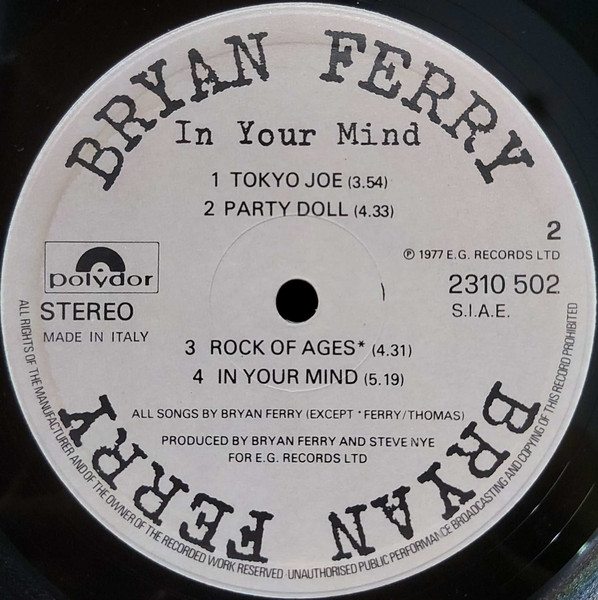 BRYAN FERRY
In Your Mind
1 TOKYO JOE (3.54)
2 PARTY DOLL (4.33)
2
℗ 1977 E.G. RECORDS LTD
polydor
2310 502
STEREO
S.I.A.E.
MADE IN ITALY
3 ROCK OF AGES* (4.31)
4 IN YOUR MIND (5.19)
ALL SONGS BY BRYAN FERRY (EXCEPT *FERRY/THOMAS)
PRODUCED BY BRYAN FERRY AND STEVE NYE
FOR E.G. RECORDS LTD
BRYAN FERRY
ALL RIGHTS OF THE MANUFACTURER AND OF THE OWNER OF THE RECORDED WORK RESERVED·UNAUTHORISED PUBLIC PERFORMANCE BROADCASTING AND COPYING OF THIS RECORD PROHIBITED